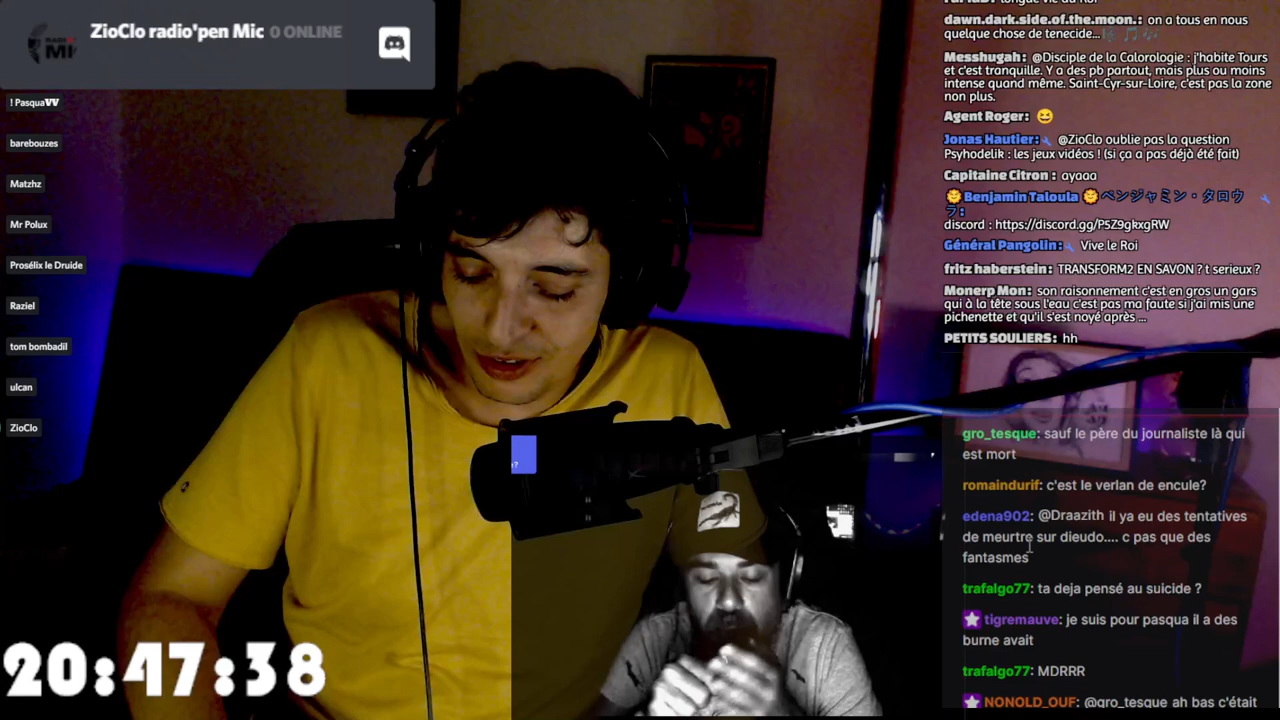 ZioClo radio'pen Mic 0 ONLINE
! PasquaVV
barebouzes
Matzhz
Mr Polux
Prosélix le Druide
Raziel
tom bombadil
ulcan
ZioClo
20:47:38
dawn.dark.side.of.the.moon.: on a tous en nous
quelque chose de tenecide...
Messhugah: @Disciple de la Calorologie : j'habite Tours
et c'est tranquille. Y a des pb partout, mais plus ou moins
intense quand même. Saint-Cyr-sur-Loire, c'est pas la zone
non plus.
Agent Roger: 😆
Jonas Hautier: @ZioClo oublie pas la question
Psyhodelik : les jeux vidéos ! (si ça a pas déjà été fait)
Capitaine Citron : ayaaa
Benjamin Taloula ベンジャミン・タロウ
ラ:
discord : https://discord.gg/P5Z9gkxgRW
Général Pangolin: Vive le Roi
fritz haberstein: TRANSFORM2 EN SAVON ? t serieux ?
Monerp Mon: son raisonnement c'est en gros un gars
qui à la tête sous l'eau c'est pas ma faute si j'ai mis une
pichenette et qu'il s'est noyé après ...
PETITS SOULIERS: hh
gro_tesque: sauf le père du journaliste là qui
est mort
romaindurif: c'est le verlan de encule?
edena902: @Draazith il ya eu des tentatives
de meurtre sur dieudo.... c pas que des
fantasmes
trafalgo77: ta deja pensé au suicide ?
tigremauve: je suis pour pasqua il a des
burne avait
trafalgo77: MDRRR
NONOLD_OUF: @gro_tesque ah bas c'était